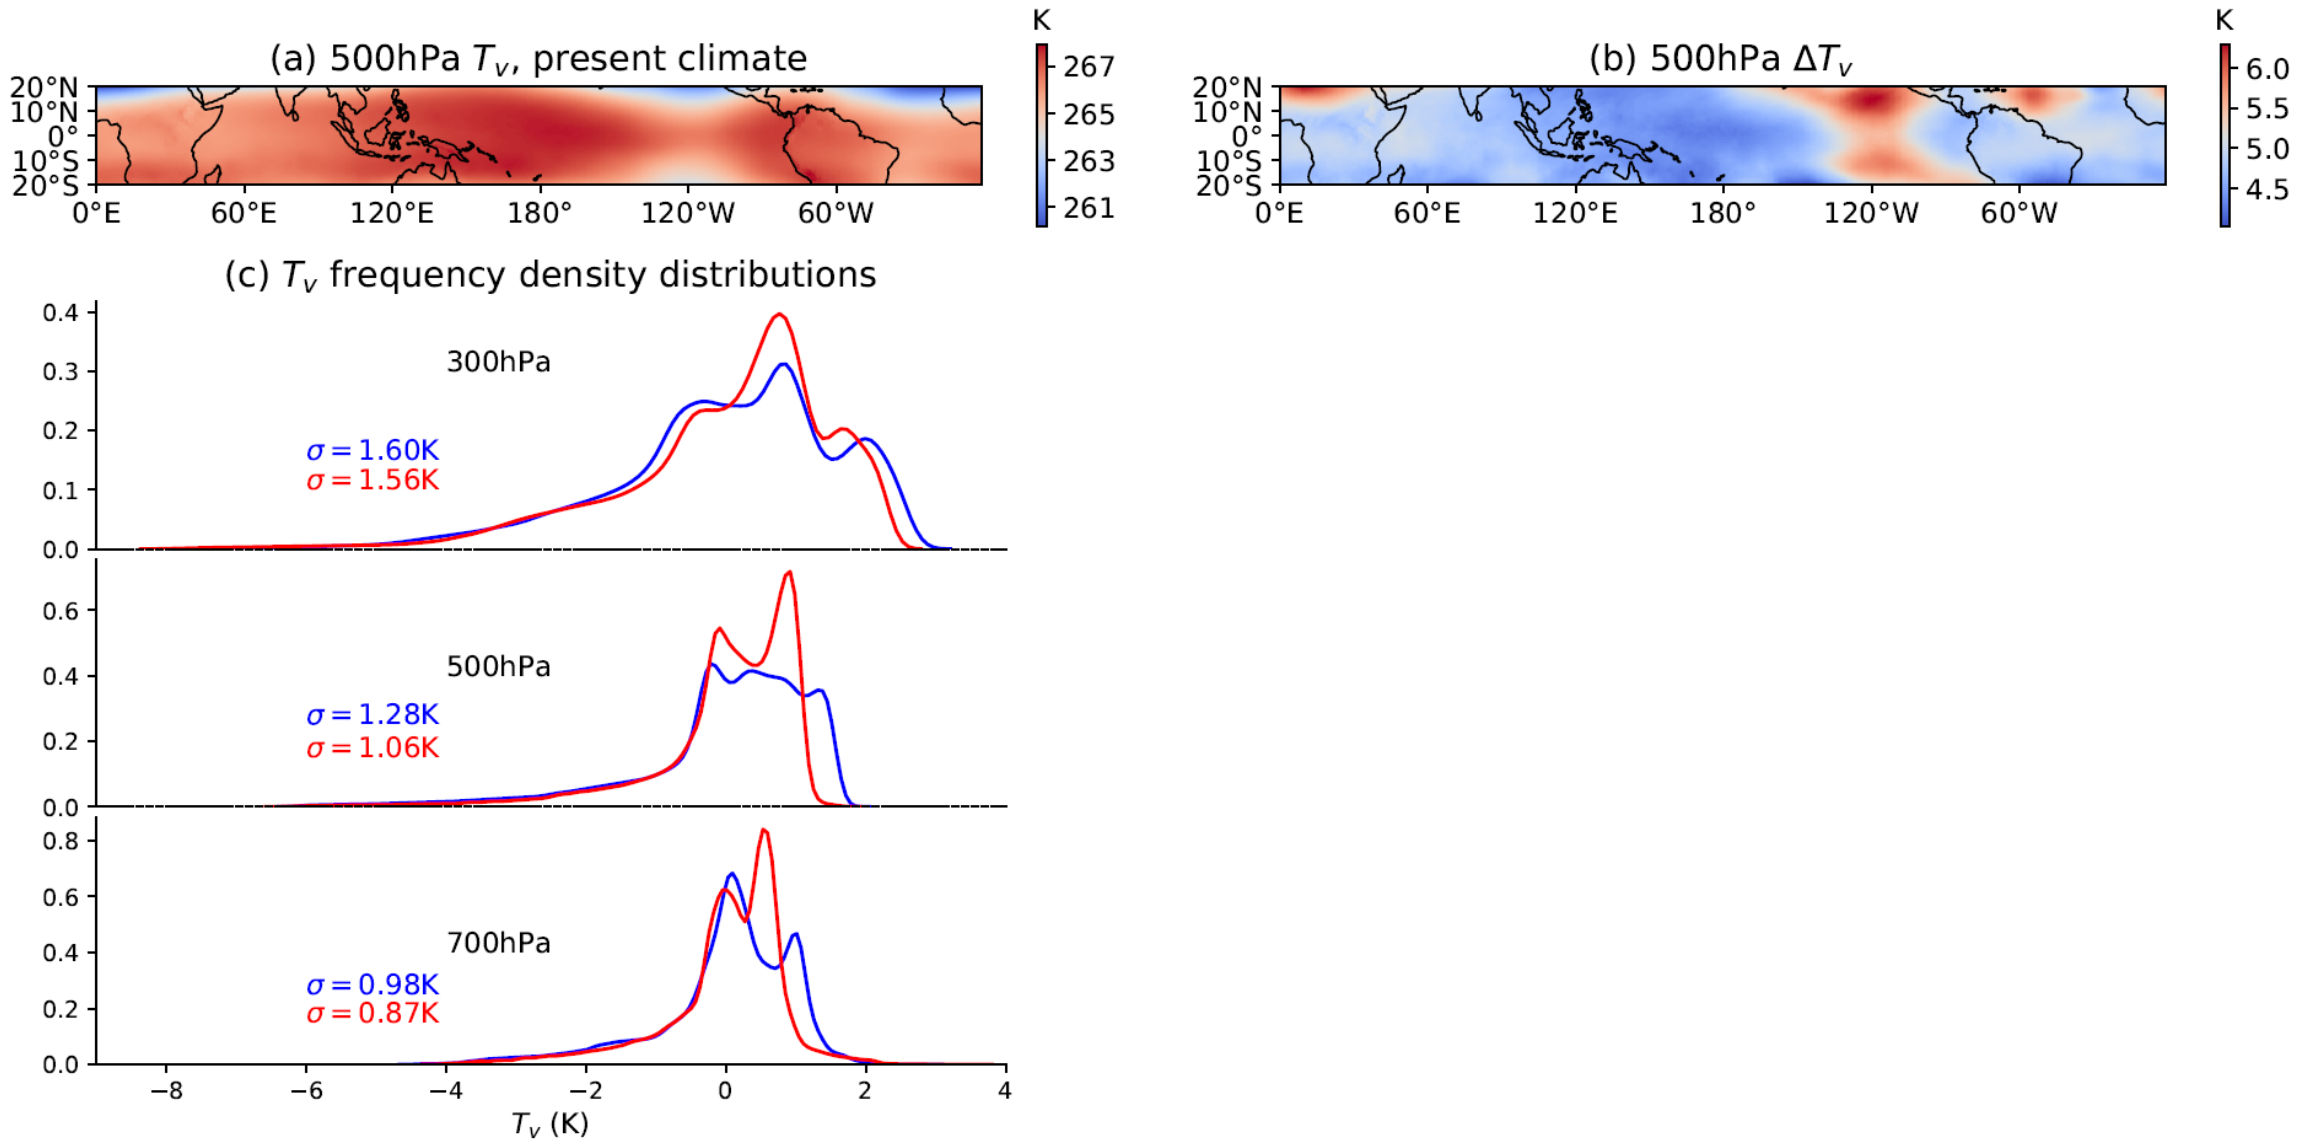 K
(a) 500hPa Tᵥ, present climate
20°N
10°N
0°
10°S
20°S
0°E 60°E 120°E 180° 120°W 60°W
267
265
263
261
K
(b) 500hPa ΔTᵥ
20°N
10°N
0°
10°S
20°S
0°E 60°E 120°E 180° 120°W 60°W
6.0
5.5
5.0
4.5
(c) Tᵥ frequency density distributions
0.4
0.3
0.2
0.1
0.0
300hPa
σ = 1.60K
σ = 1.56K
0.6
0.4
0.2
0.0
500hPa
σ = 1.28K
σ = 1.06K
0.8
0.6
0.4
0.2
0.0
700hPa
σ = 0.98K
σ = 0.87K
−8 −6 −4 −2 0 2 4
Tᵥ (K)